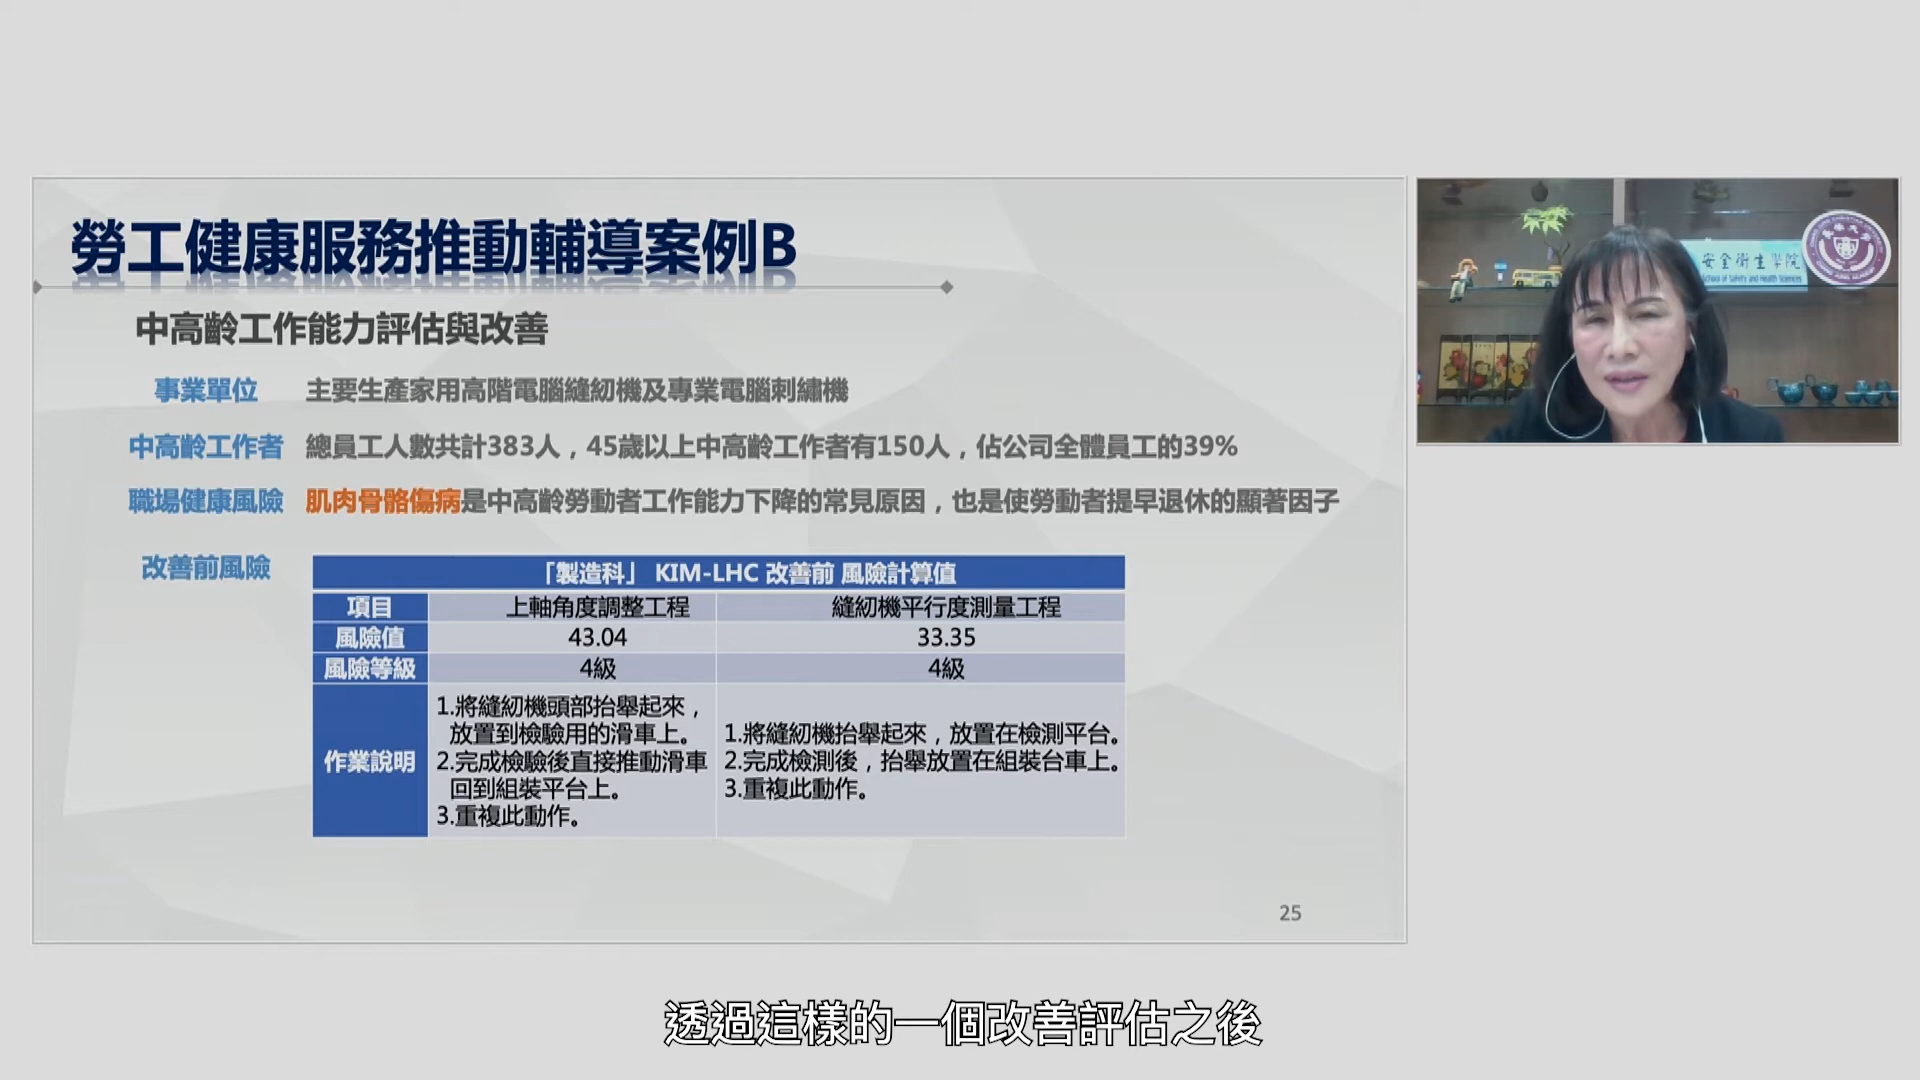 勞工健康服務推動輔導案例B
中高齡工作能力評估與改善
事業單位 主要生產家用高階電腦縫紉機及專業電腦刺繡機
中高齡工作者 總員工人數共計383人，45歲以上中高齡工作者有150人，佔公司全體員工的39%
職場健康風險 肌肉骨骼傷病是中高齡勞動者工作能力下降的常見原因，也是使勞動者提早退休的顯著因子
改善前風險
「製造科」 KIM-LHC 改善前 風險計算值
項目 上軸角度調整工程 縫紉機平行度測量工程
風險值 43.04 33.35
風險等級 4級 4級
作業說明
1.將縫紉機頭部抬舉起來，
放置到檢驗用的滑車上。
2.完成檢驗後直接推動滑車
回到組裝平台上。
3.重複此動作。
1.將縫紉機抬舉起來，放置在檢測平台。
2.完成檢測後，抬舉放置在組裝台車上。
3.重複此動作。
25
安全衛生學院
School of Safety and Health Sciences
透過這樣的一個改善評估之後